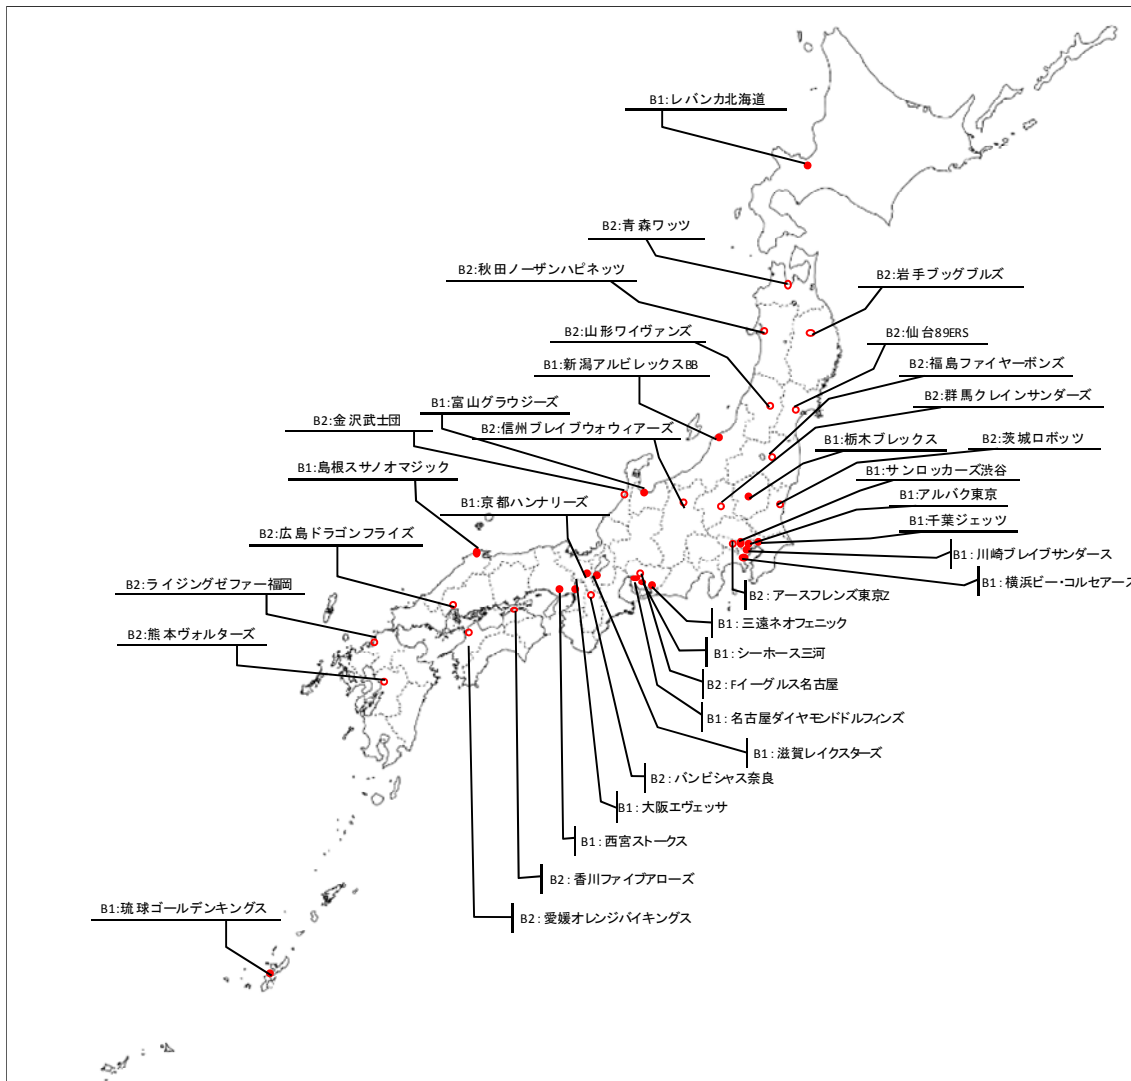 B1:レバンカ北海道
B2:青森ワッツ
B2:秋田ノーザンハピネッツ
B2:岩手ブッグブルズ
B2:山形ワイヴァンズ
B2:仙台89ERS
B1:新潟アルビレックスBB
B2:福島ファイヤーボンズ
B2:群馬クレインサンダーズ
B1:富山グラウジーズ
B2:金沢武士団
B2:信州ブレイブウォウィアーズ
B1:栃木ブレックス
B2:茨城ロボッツ
B1:島根スサノオマジック
B1:サンロッカーズ渋谷
B1:京都ハンナリーズ
B1:アルバク東京
B1:千葉ジェッツ
B2:広島ドラゴンフライズ
B1:川崎ブレイブサンダース
B2:ライジングゼファー福岡
B1:横浜ビー・コルセアーズ
B2:アースフレンズ東京Z
B1:三遠ネオフェニック
B2:熊本ヴォルターズ
B1:シーホース三河
B2:Fイーグルス名古屋
B1:名古屋ダイヤモンドドルフィンズ
B1:滋賀レイクスターズ
B2:バンビシャス奈良
B1:大阪エヴェッサ
B1:西宮ストークス
B2:香川ファイブアローズ
B1:琉球ゴールデンキングス
B2:愛媛オレンジバイキングス